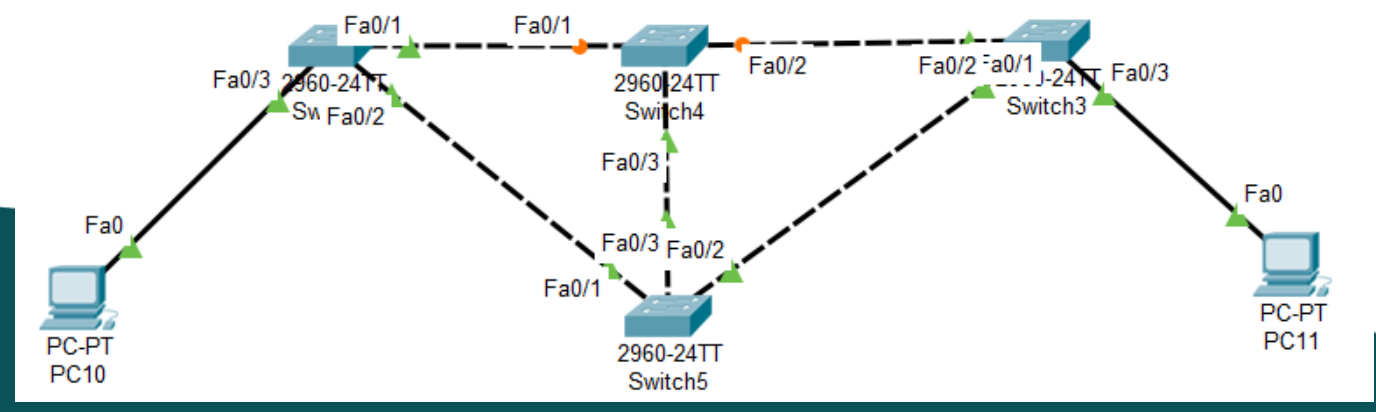 Fa0/1
Fa0/1
Fa0/3
2960-24TT
Sw
Fa0/2
2960-24TT
Switch4
Fa0/2
Fa0/2
Fa0/1
Switch3
Fa0/3
Fa0/3
Fa0
Fa0
Fa0/3
Fa0/2
Fa0/1
PC-PT
PC10
2960-24TT
Switch5
PC-PT
PC11